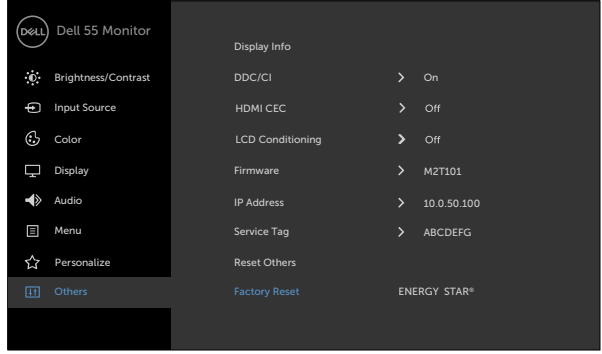 DELL Dell 55 Monitor
Display Info
Brightness/Contrast DDC/CI On
Input Source HDMI CEC Off
Color LCD Conditioning Off
Display Firmware M2T101
Audio IP Address 10.0.50.100
Menu Service Tag ABCDEFG
Personalize Reset Others
Others Factory Reset ENERGY STAR®